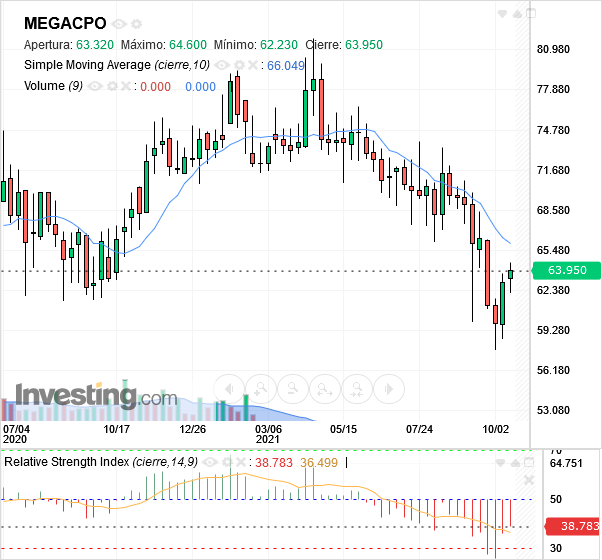 MEGACPO
Apertura: 63.320 Máximo: 64.600 Mínimo: 62.230 Cierre: 63.950
Simple Moving Average (cierre,10) : 66.049
Volume (9) : 0.000 0.000
80.980
77.880
74.780
71.680
68.580
65.480
63.950
62.380
59.280
56.180
53.080
Investing.com
07/04 10/17 12/26 03/06 05/15 07/24 10/02
2020 2021
Relative Strength Index (cierre,14,9) : 38.783 36.499
70
64.751
50
38.783
30